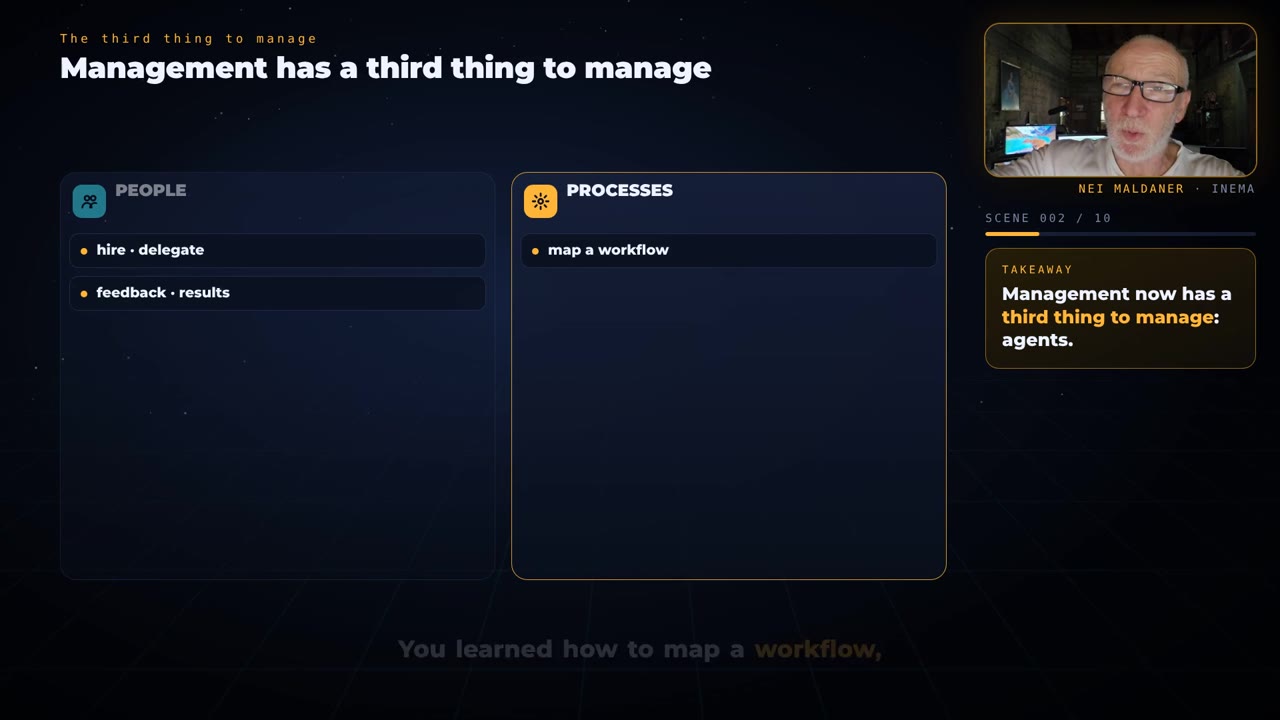 The third thing to manage
Management has a third thing to manage
PEOPLE
hire · delegate
feedback · results
PROCESSES
map a workflow
NEI MALDANER · INEMA
SCENE 002 / 10
TAKEAWAY
Management now has a
third thing to manage:
agents.
You learned how to map a workflow,